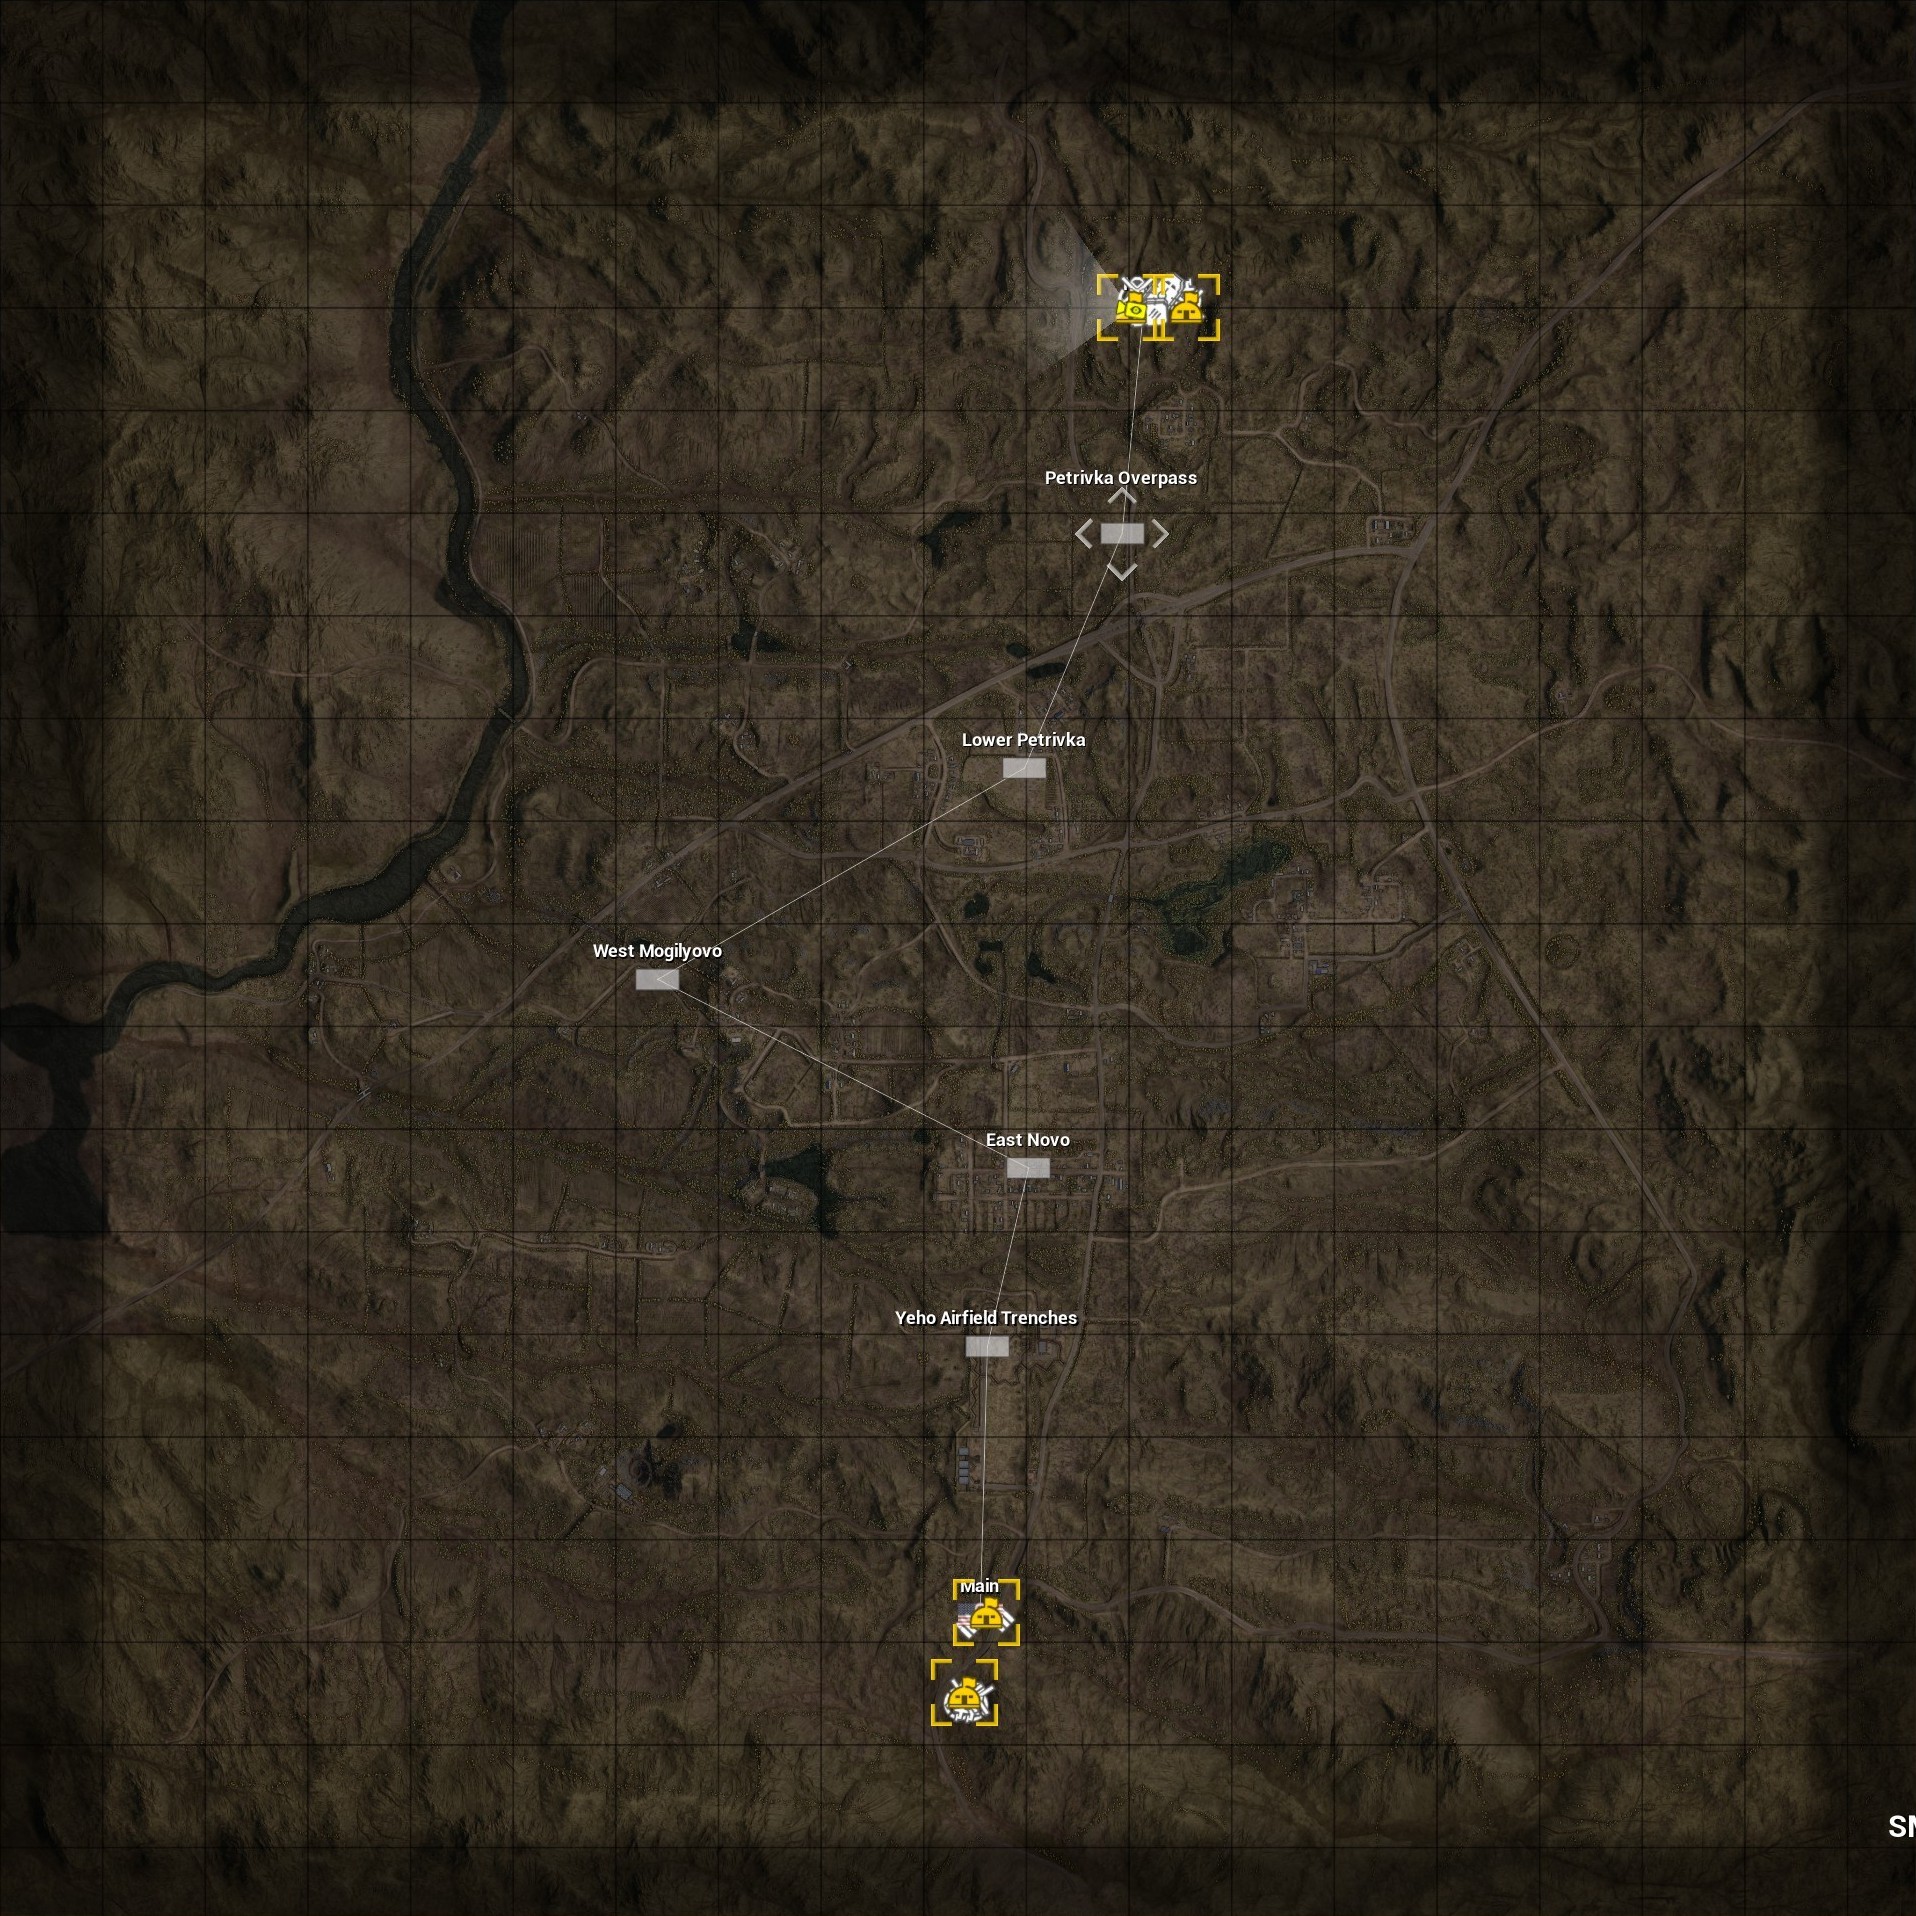 Petrivka Overpass
Lower Petrivka
West Mogilyovo
East Novo
Yeho Airfield Trenches
Main